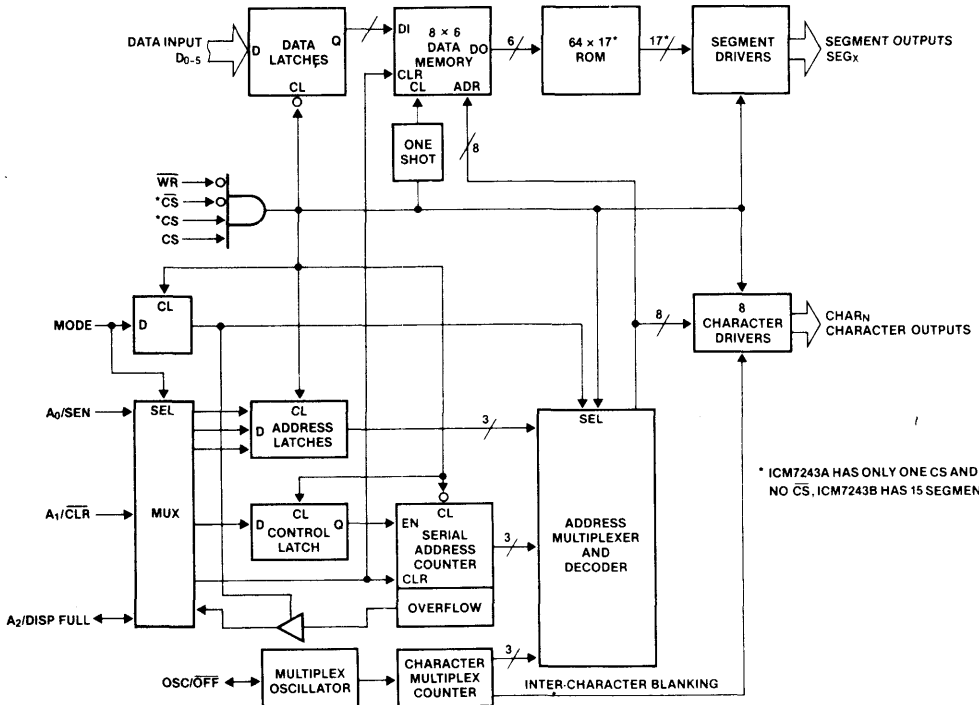 DATA INPUT
D0-5
D
Q
DATA
LATCHES
CL
DI
8 × 6
DATA
MEMORY
DO
CLR
CL
ADR
6
64 × 17*
ROM
17*
SEGMENT
DRIVERS
SEGMENT OUTPUTS
SEGX
ONE
SHOT
8
WR
*CS
*CS
CS
MODE
CL
D
8
8
CHARACTER
DRIVERS
CHARN
CHARACTER OUTPUTS
A0/SEN
SEL
MUX
CL
D
ADDRESS
LATCHES
3
SEL
ADDRESS
MULTIPLEXER
AND
DECODER
* ICM7243A HAS ONLY ONE CS AND
NO CS, ICM7243B HAS 15 SEGMEN
A1/CLR
CL
D
Q
CONTROL
LATCH
CL
EN
SERIAL
ADDRESS
COUNTER
CLR
3
OVERFLOW
A2/DISP FULL
OSC/OFF
MULTIPLEX
OSCILLATOR
CHARACTER
MULTIPLEX
COUNTER
3
INTER-CHARACTER BLANKING